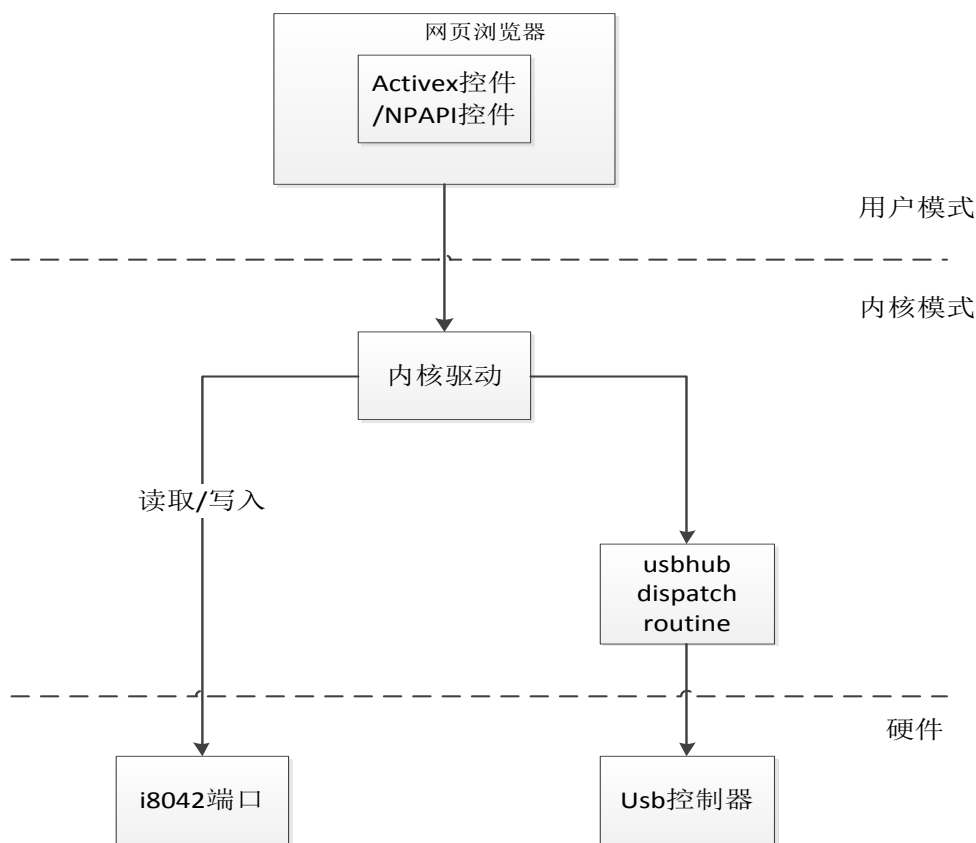 网页浏览器
Activex控件
/NPAPI控件
用户模式
内核模式
内核驱动
读取/写入
usbhub
dispatch
routine
硬件
i8042端口
Usb控制器